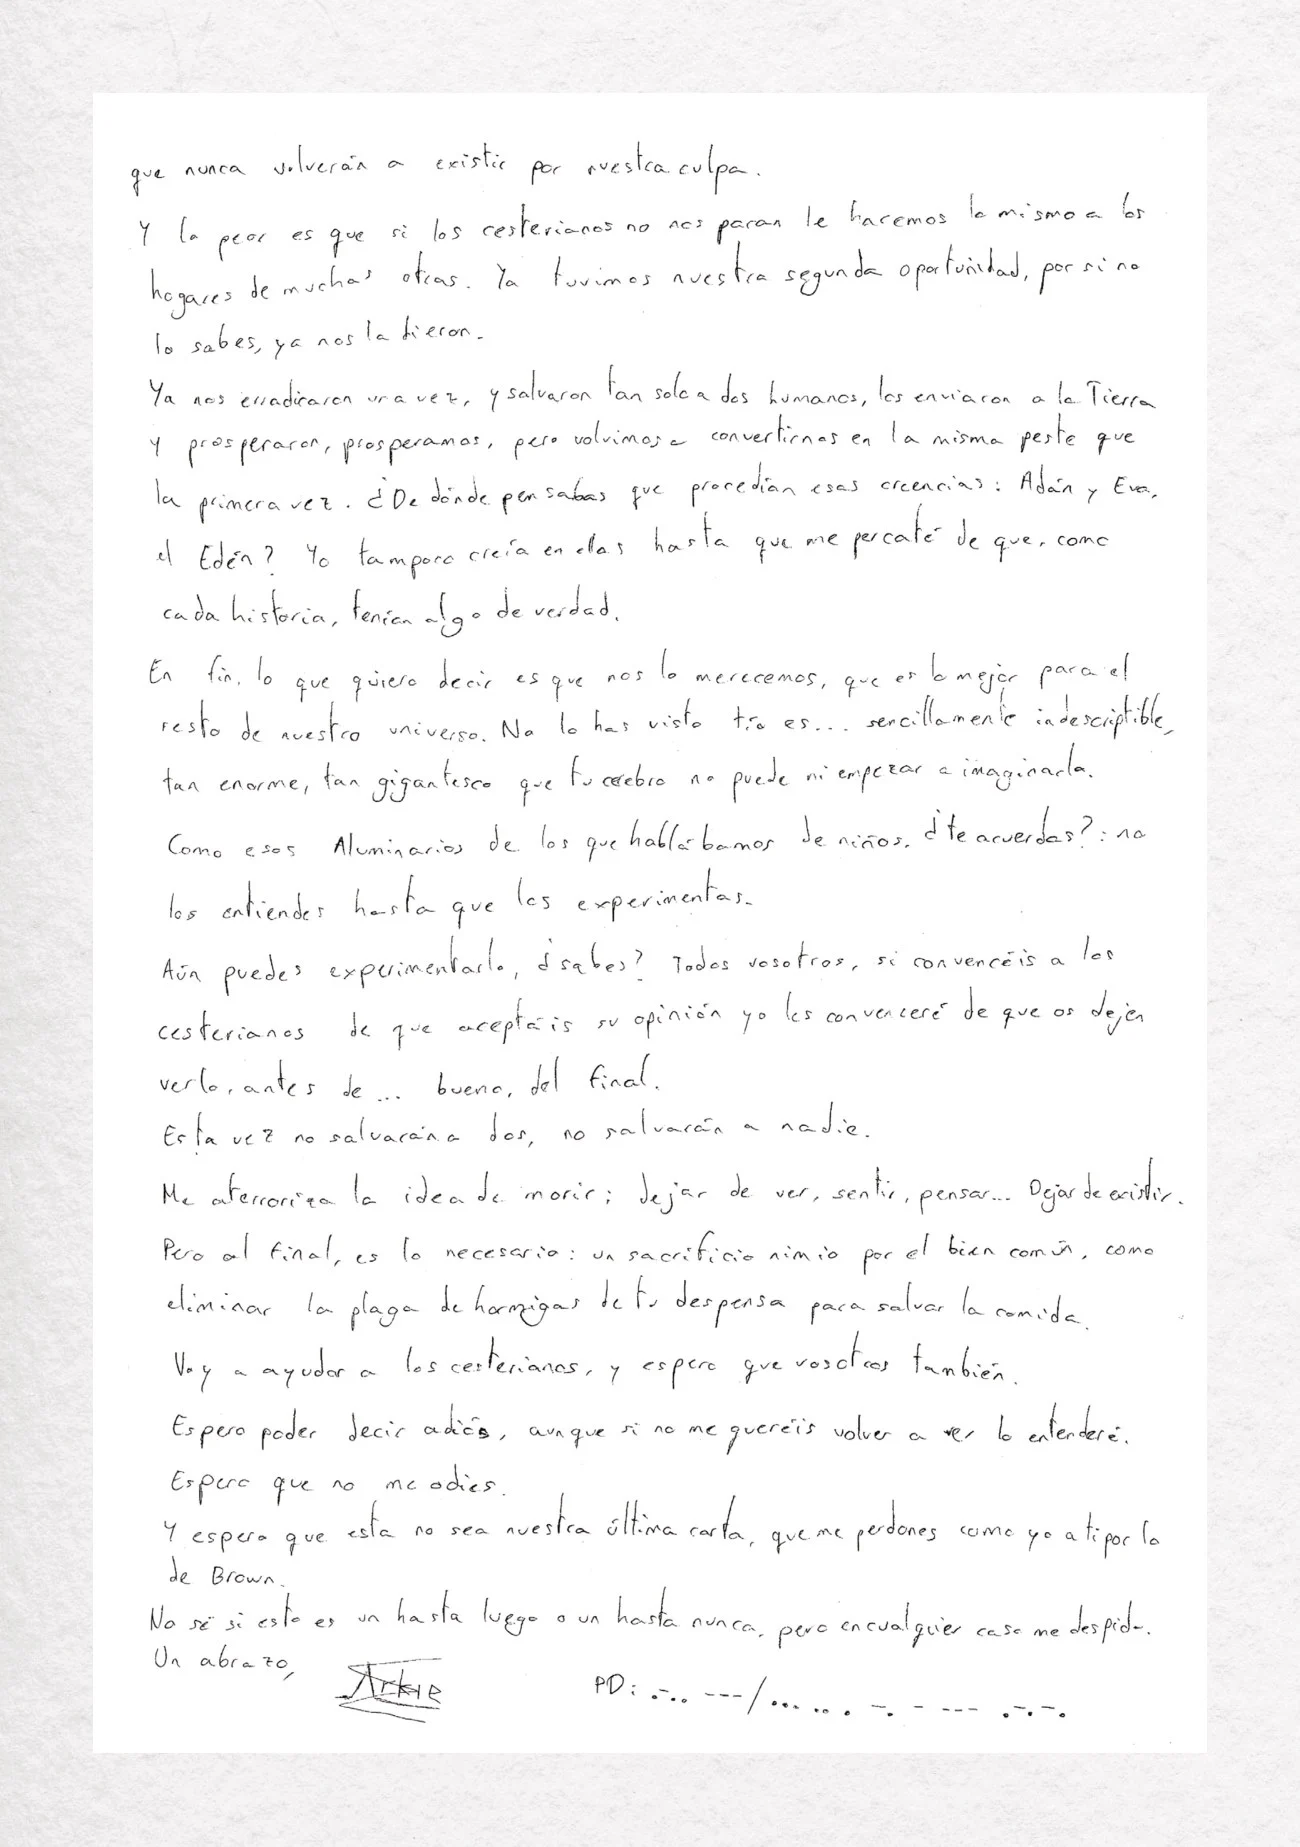 que nunca volverán a existir por nuestra culpa.
Y lo peor es que si los cesterianos no nos paran le haremos lo mismo a los
hogares de muchas otras. Ya tuvimos nuestra segunda oportunidad, por si no
lo sabes, ya nos la dieron.
Ya nos erradicaron una vez, y salvaron tan solo a dos humanos, los enviaron a la Tierra
y prosperaron, prosperamos, pero volvimos a convertirnos en la misma peste que
la primera vez. ¿De dónde pensabas que procedían esas creencias: Adán y Eva,
el Edén? Yo tampoco creía en ellas hasta que me percaté de que, como
cada historia, tenían algo de verdad.
En fin, lo que quiero decir es que nos lo merecemos, que es lo mejor para el
resto de nuestro universo. No lo has visto tío es... sencillamente indescriptible,
tan enorme, tan gigantesco que tu cerebro no puede ni empezar a imaginarla.
Como esos Aluminarios de los que hablábamos de niños, ¿te acuerdas?: no
los entiendes hasta que los experimentas.
Aún puedes experimentarlo, ¿sabes? Todos vosotros, si convencéis a los
cesterianos de que aceptáis su opinión yo les convenceré de que os dejen
verlo, antes de... bueno, del final.
Esta vez no salvarán a dos, no salvarán a nadie.
Me aterroriza la idea de morir; dejar de ver, sentir, pensar... Dejar de existir.
Pero al final, es lo necesario: un sacrificio nimio por el bien común, como
eliminar la plaga de hormigas de tu despensa para salvar la comida.
Voy a ayudar a los cesterianos, y espero que vosotros también.
Espero poder decir adiós, aunque si no me queréis volver a ver lo entenderé.
Espero que no me odies.
Y espero que esta no sea nuestra última carta, que me perdones como yo a ti por lo
de Brown.
No sé si esto es un hasta luego o un hasta nunca, pero en cualquier caso me despido.
Un abrazo,
Arkie
PD: .-.. --- / ... .. . -. - --- .-.-.